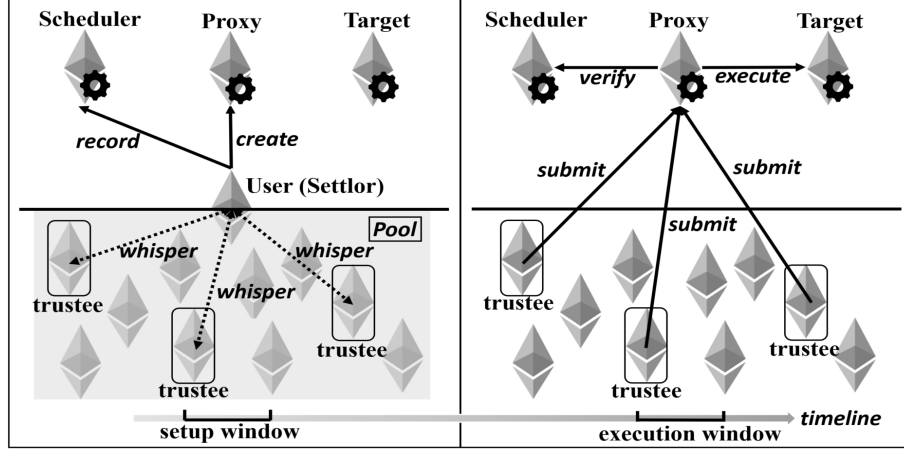 Scheduler Proxy Target
record
create
User (Settlor)
Pool
whisper
whisper
whisper
trustee
trustee
trustee
setup window
Scheduler Proxy Target
verify
execute
submit
submit
submit
trustee
trustee
trustee
execution window
timeline